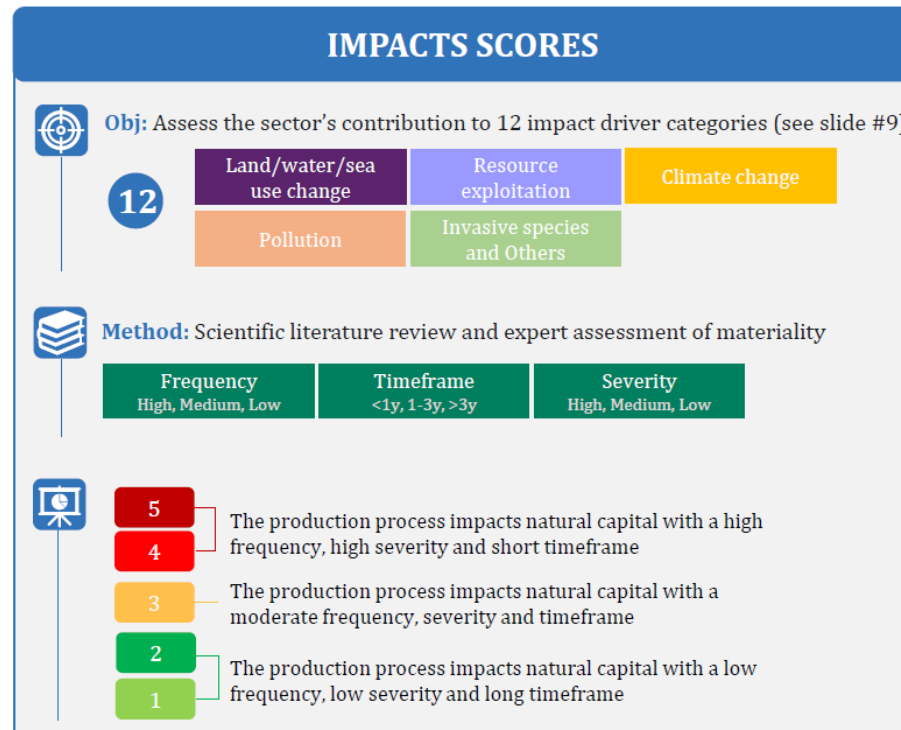 IMPACTS SCORES
Obj: Assess the sector's contribution to 12 impact driver categories (see slide #9)
12
Land/water/sea
use change
Resource
exploitation
Climate change
Pollution
Invasive species
and Others
Method: Scientific literature review and expert assessment of materiality
Frequency
High, Medium, Low
Timeframe
<1y, 1-3y, >3y
Severity
High, Medium, Low
5
4
The production process impacts natural capital with a high
frequency, high severity and short timeframe
3
The production process impacts natural capital with a
moderate frequency, severity and timeframe
2
1
The production process impacts natural capital with a low
frequency, low severity and long timeframe